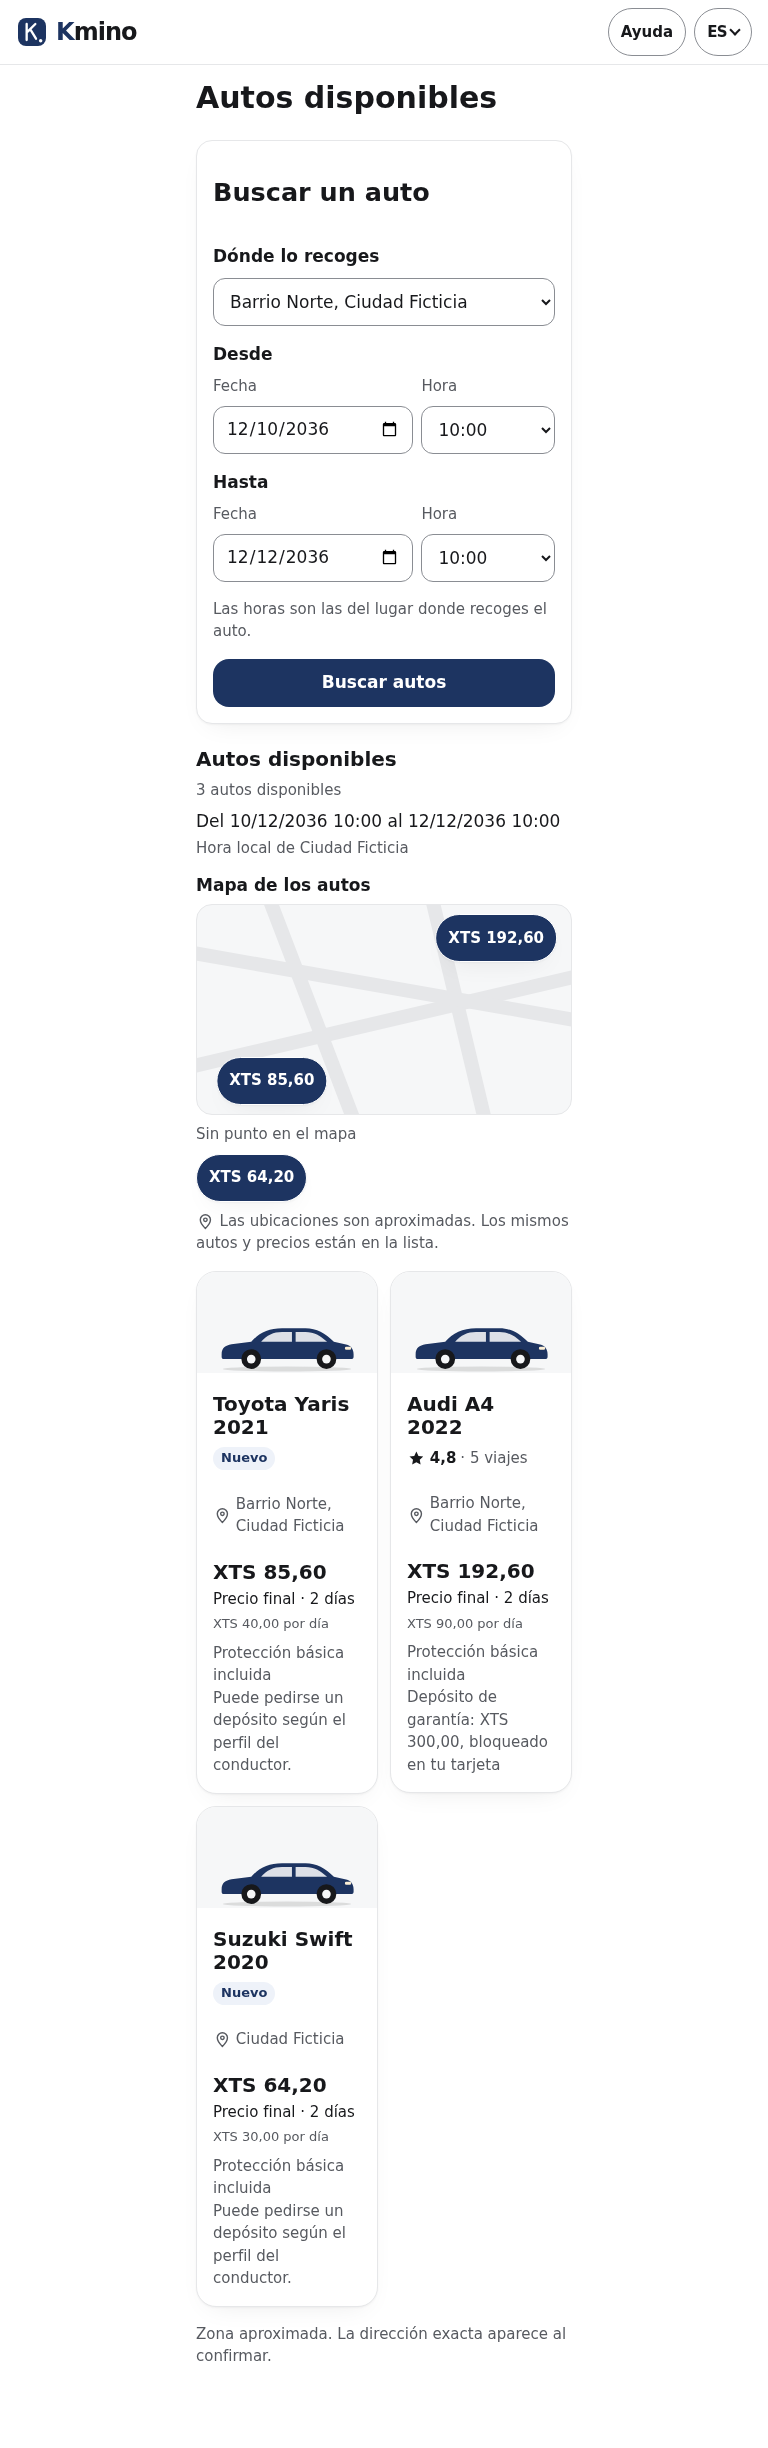 Kmino
Ayuda
ES
Autos disponibles
Buscar un auto
Dónde lo recoges
Barrio Norte, Ciudad Ficticia
Desde
Fecha
Hora
12/10/2036
10:00
Hasta
Fecha
Hora
12/12/2036
10:00
Las horas son las del lugar donde recoges el
auto.
Buscar autos
Autos disponibles
3 autos disponibles
Del 10/12/2036 10:00 al 12/12/2036 10:00
Hora local de Ciudad Ficticia
Mapa de los autos
XTS 192,60
XTS 85,60
Sin punto en el mapa
XTS 64,20
Las ubicaciones son aproximadas. Los mismos
autos y precios están en la lista.
Toyota Yaris
2021
Nuevo
Barrio Norte,
Ciudad Ficticia
XTS 85,60
Precio final · 2 días
XTS 40,00 por día
Protección básica
incluida
Puede pedirse un
depósito según el
perfil del
conductor.
Audi A4
2022
4,8 · 5 viajes
Barrio Norte,
Ciudad Ficticia
XTS 192,60
Precio final · 2 días
XTS 90,00 por día
Protección básica
incluida
Depósito de
garantía: XTS
300,00, bloqueado
en tu tarjeta
Suzuki Swift
2020
Nuevo
Ciudad Ficticia
XTS 64,20
Precio final · 2 días
XTS 30,00 por día
Protección básica
incluida
Puede pedirse un
depósito según el
perfil del
conductor.
Zona aproximada. La dirección exacta aparece al
confirmar.